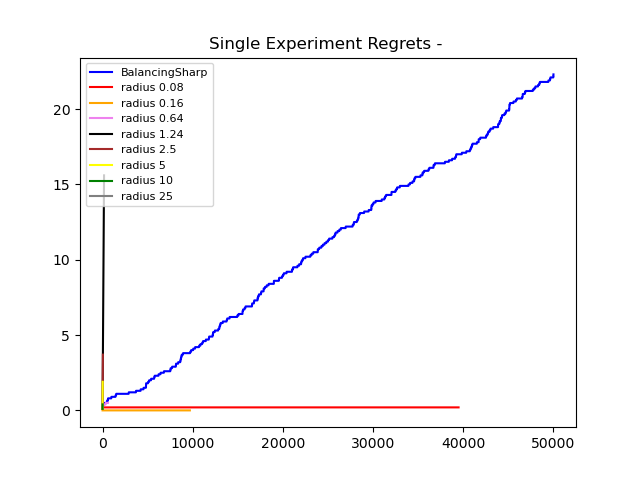 Single Experiment Regrets -
BalancingSharp
radius 0.08
radius 0.16
radius 0.64
radius 1.24
radius 2.5
radius 5
radius 10
radius 25
20
15
10
5
0
0 10000 20000 30000 40000 50000